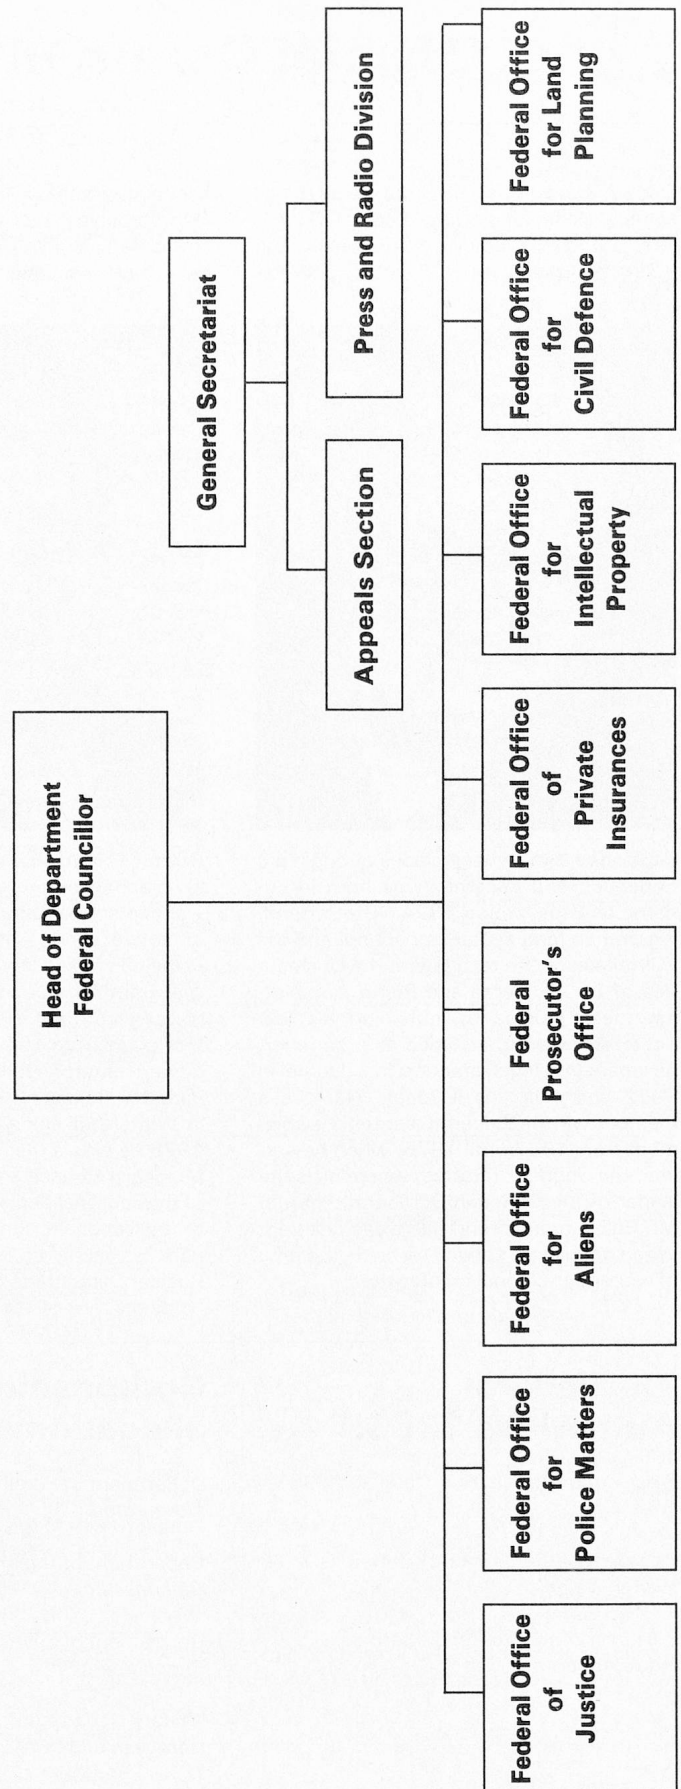 Head of Department
Federal Councillor
General Secretariat
Appeals Section
Press and Radio Division
Federal Office
of
Justice
Federal Office
for
Police Matters
Federal Office
for
Aliens
Federal
Prosecutor's
Office
Federal Office
of
Private
Insurances
Federal Office
for
Intellectual
Property
Federal Office
for
Civil Defence
Federal Office
for Land
Planning